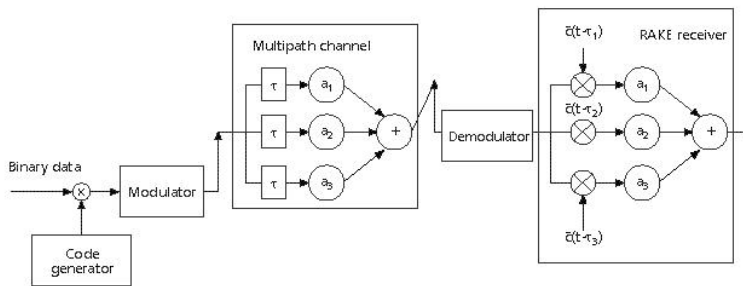 Binary data
×
Code
generator
Modulator
Multipath channel
τ
a₁
τ
a₂
τ
a₃
+
Demodulator
RAKE receiver
c̄(t-τ₁)
a₁
c̄(t-τ₂)
a₂
a₃
+
c̄(t-τ₃)